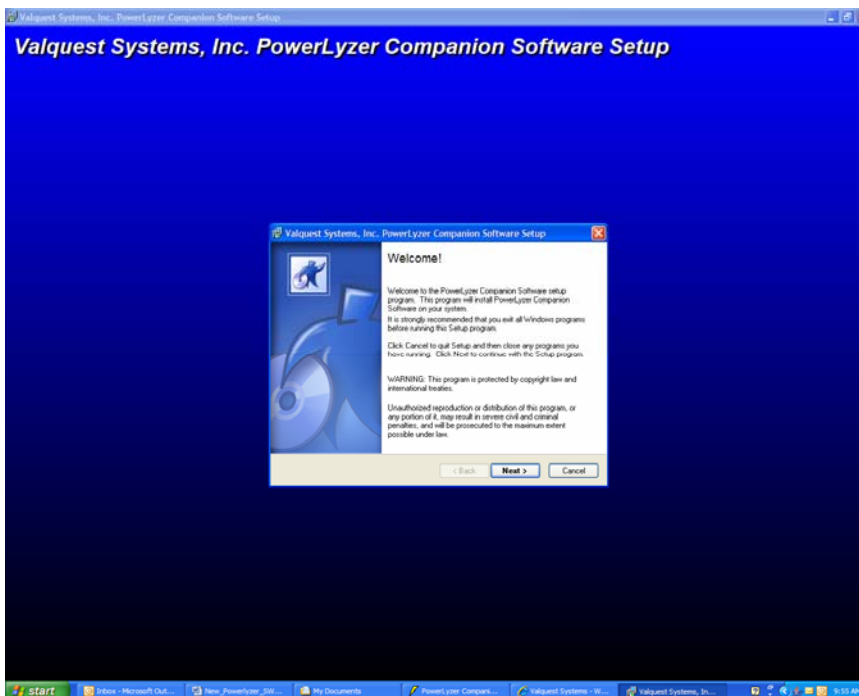 Valquest Systems, Inc. PowerLyzer Companion Software Setup
Valquest Systems, Inc. PowerLyzer Companion Software Setup
Valquest Systems, Inc. PowerLyzer Companion Software Setup
Welcome!
Welcome to the PowerLyzer Companion Software setup
program. This program will install PowerLyzer Companion
Software on your system.
It is strongly recommended that you exit all Windows programs
before running this Setup program.
Click Cancel to quit Setup and then close any programs you
have running. Click Next to continue with the Setup program.
WARNING: This program is protected by copyright law and
international treaties.
Unauthorized reproduction or distribution of this program, or
any portion of it, may result in severe civil and criminal
penalties, and will be prosecuted to the maximum extent
possible under law.
< Back Next > Cancel
start Inbox - Microsoft Out... New_Powerlyzer_SW... My Documents PowerLyzer Compani... Valquest Systems - W... Valquest Systems, In... 9:55 AM